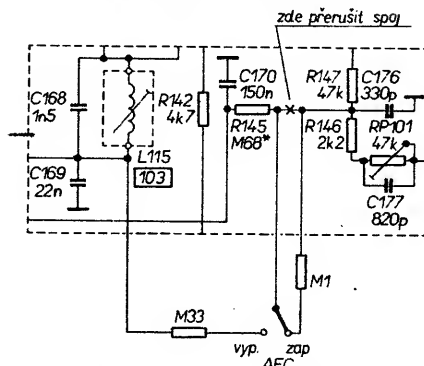 zde přerušit spoj
C168
1n5
C169
22n
L115
103
R142
4k7
C170
150n
R145
M68*
R147
47k
C176
330p
R146
2k2
RP101
47k
C177
820p
M1
M33
vyp.
zap